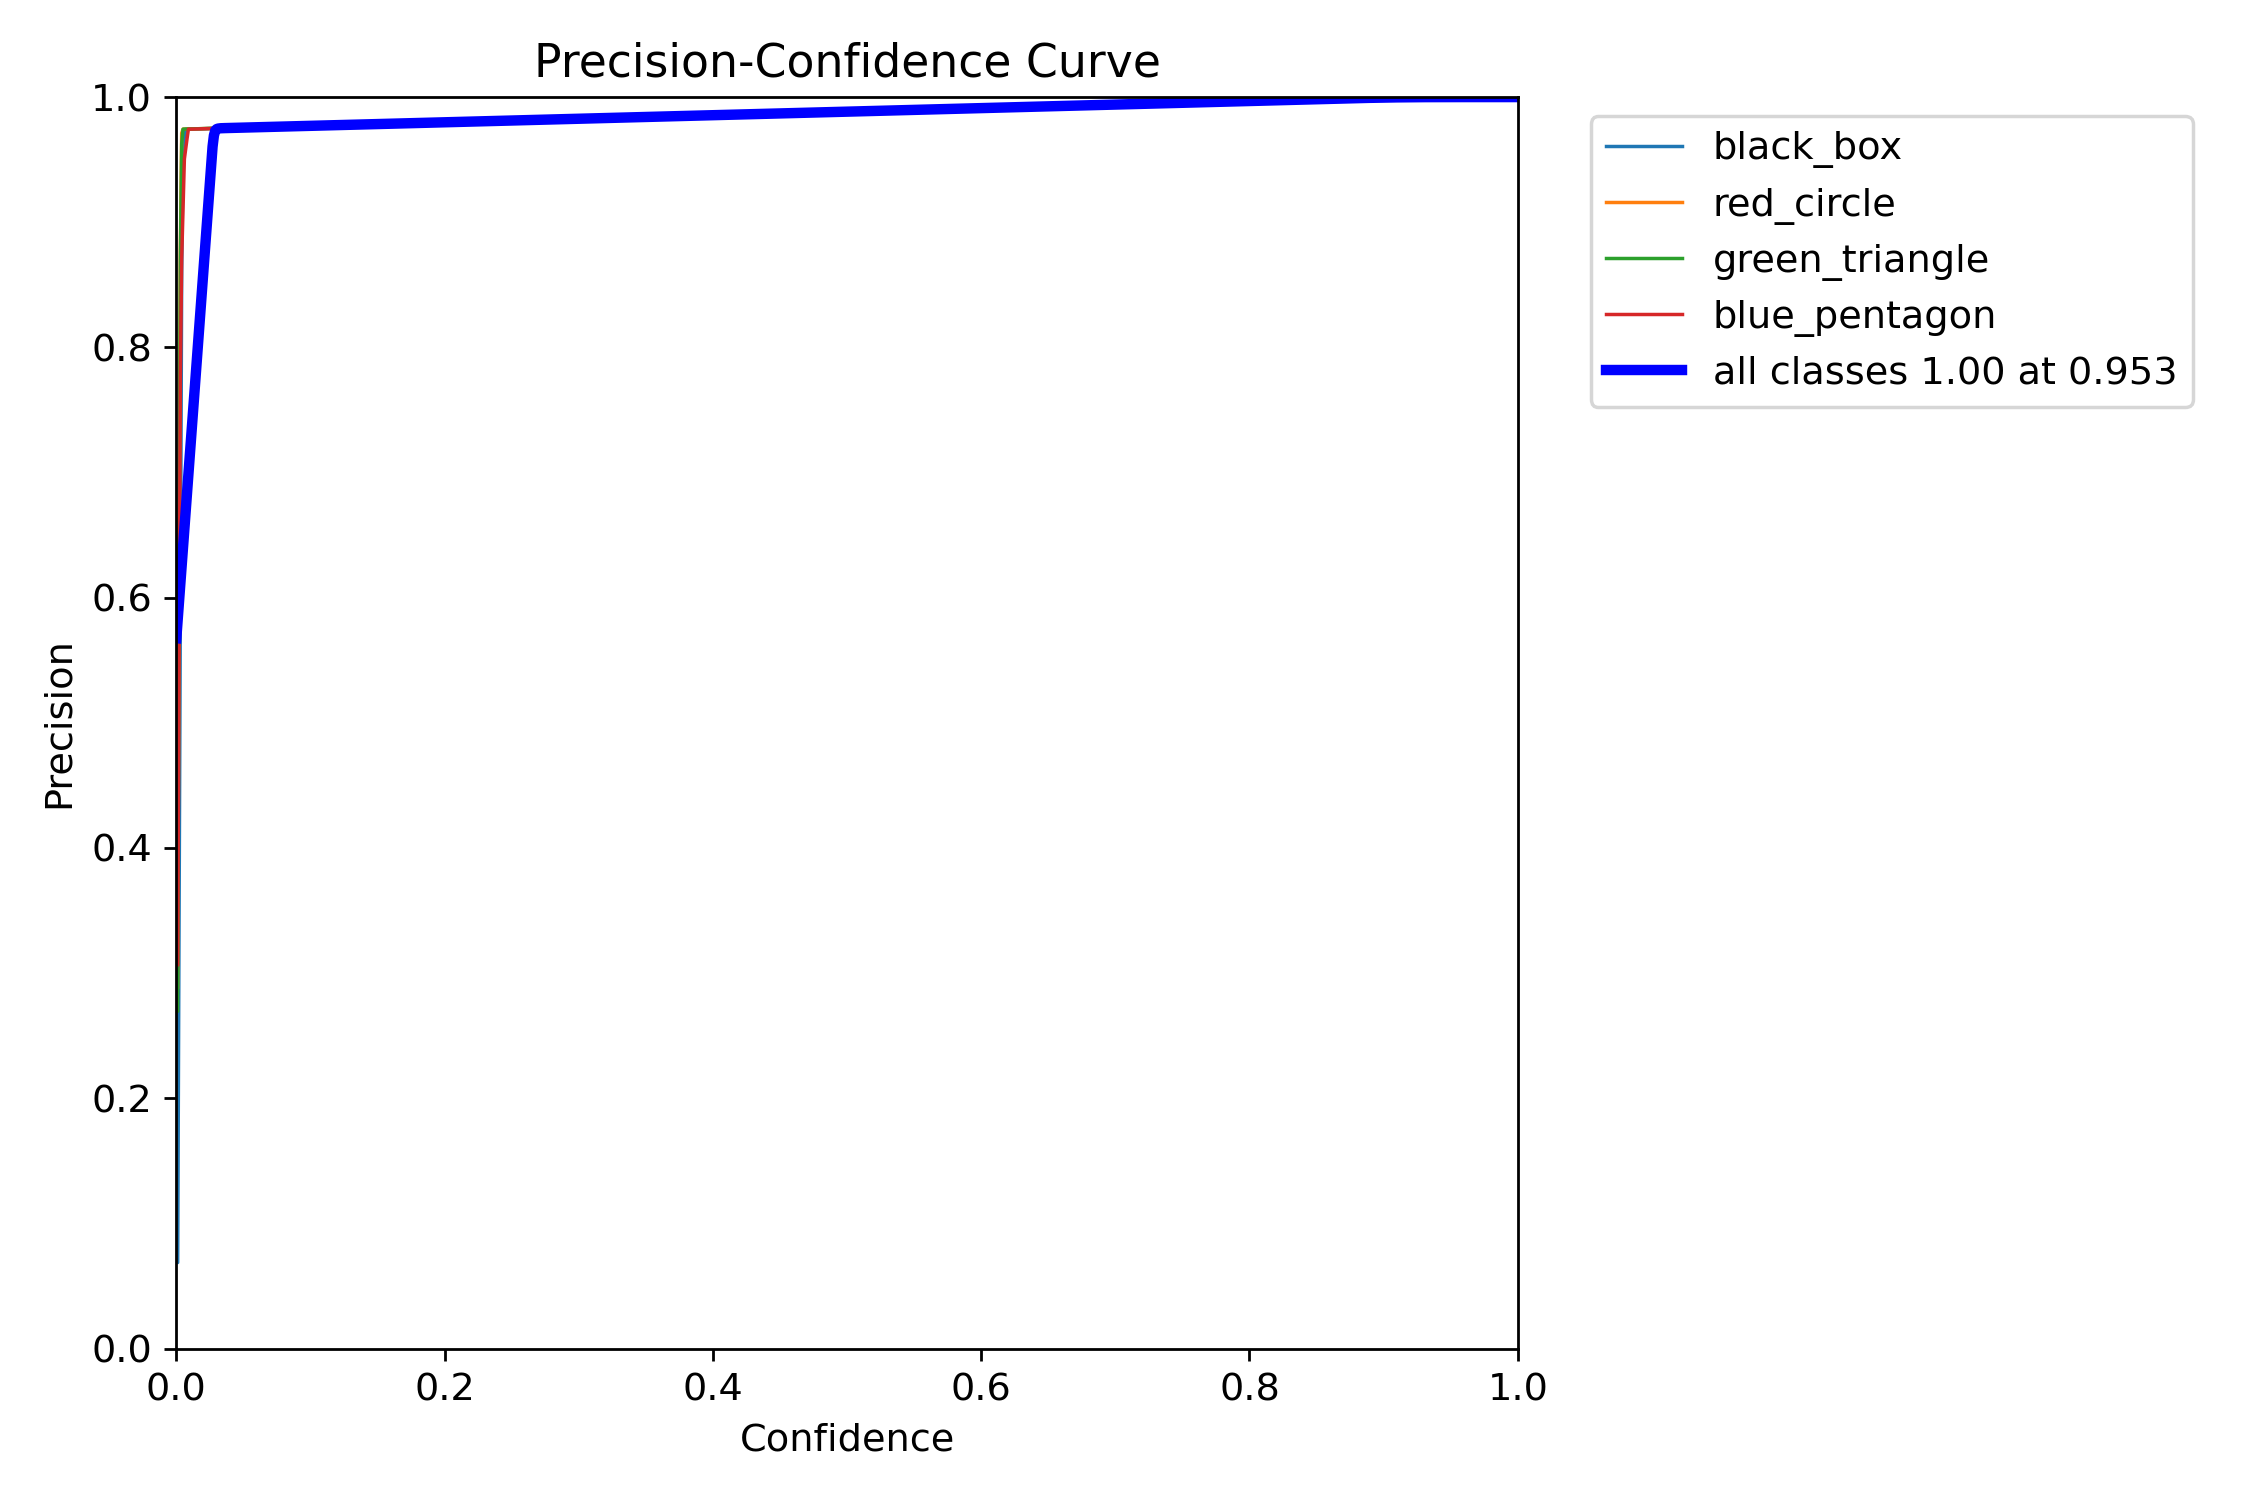 Precision-Confidence Curve
1.0
0.8
0.6
0.4
0.2
0.0
Precision
0.0 0.2 0.4 0.6 0.8 1.0
Confidence
black_box
red_circle
green_triangle
blue_pentagon
all classes 1.00 at 0.953